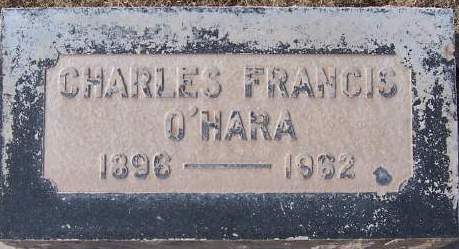 CHARLES FRANCIS
O'HARA
1896 — 1962